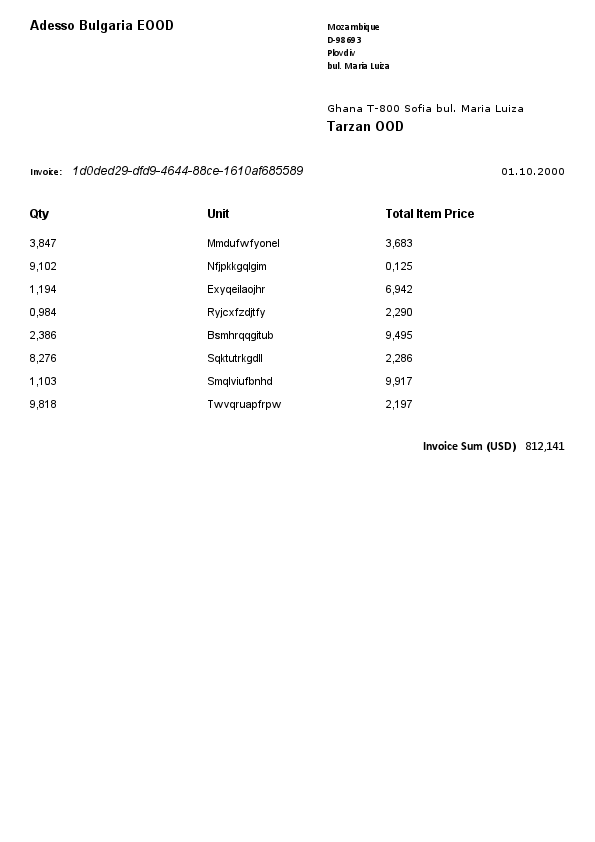 Adesso Bulgaria EOOD
Mozambique
D-98693
Plovdiv
bul. Maria Luiza
Ghana T-800 Sofia bul. Maria Luiza
Tarzan OOD
Invoice: 1d0ded29-dfd9-4644-88ce-1610af685589 01.10.2000
Qty Unit Total Item Price
3,847 Mmdufwfyonel 3,683
9,102 Nfjpkkgqlgim 0,125
1,194 Exyqeilaojhr 6,942
0,984 Ryjcxfzdjtfy 2,290
2,386 Bsmhrqqgitub 9,495
8,276 Sqktutrkgdll 2,286
1,103 Smqlviufbnhd 9,917
9,818 Twvqruapfrpw 2,197
Invoice Sum (USD) 812,141